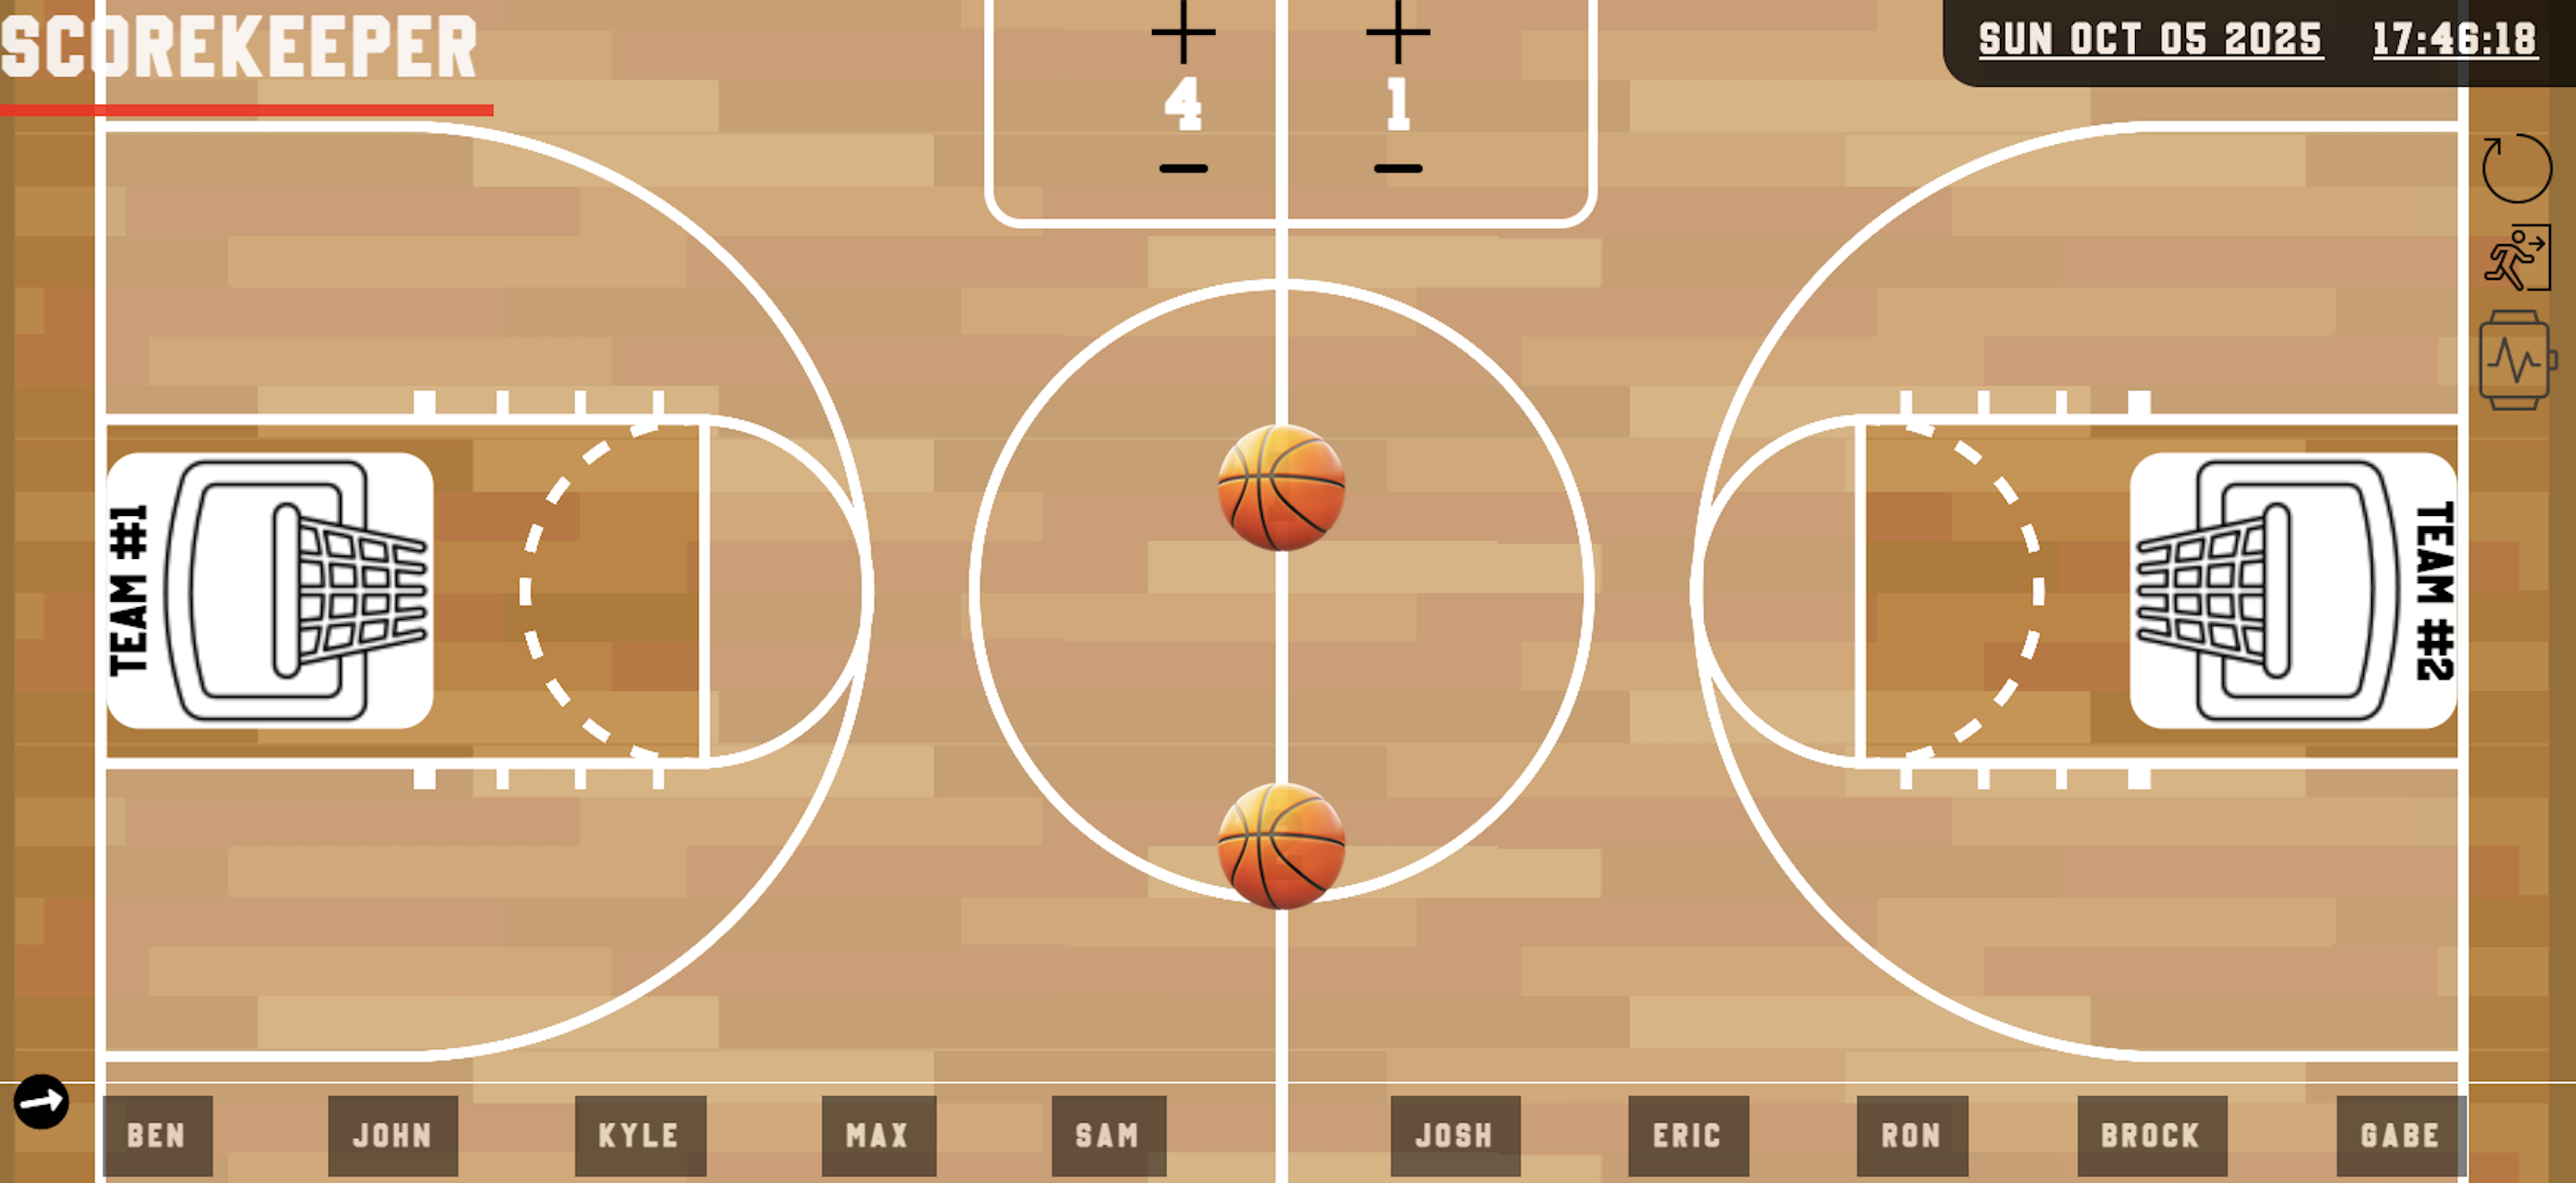 SCOREKEEPER
SUN OCT 05 2025 17:46:18
+ +
4 1
- -
TEAM #1
TEAM #2
BEN JOHN KYLE MAX SAM JOSH ERIC RON BROCK GABE